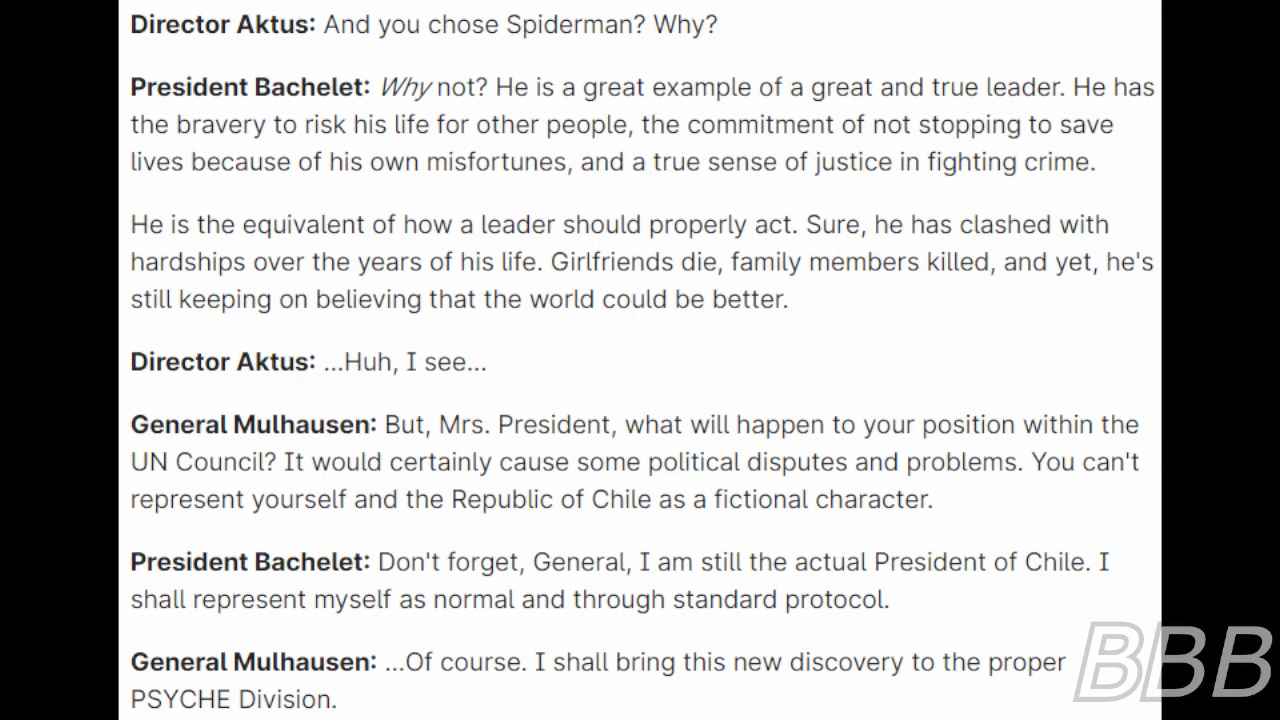 Director Aktus: And you chose Spiderman? Why?
President Bachelet: Why not? He is a great example of a great and true leader. He has
the bravery to risk his life for other people, the commitment of not stopping to save
lives because of his own misfortunes, and a true sense of justice in fighting crime.
He is the equivalent of how a leader should properly act. Sure, he has clashed with
hardships over the years of his life. Girlfriends die, family members killed, and yet, he's
still keeping on believing that the world could be better.
Director Aktus: …Huh, I see…
General Mulhausen: But, Mrs. President, what will happen to your position within the
UN Council? It would certainly cause some political disputes and problems. You can't
represent yourself and the Republic of Chile as a fictional character.
President Bachelet: Don't forget, General, I am still the actual President of Chile. I
shall represent myself as normal and through standard protocol.
General Mulhausen: …Of course. I shall bring this new discovery to the proper
PSYCHE Division.
BBB